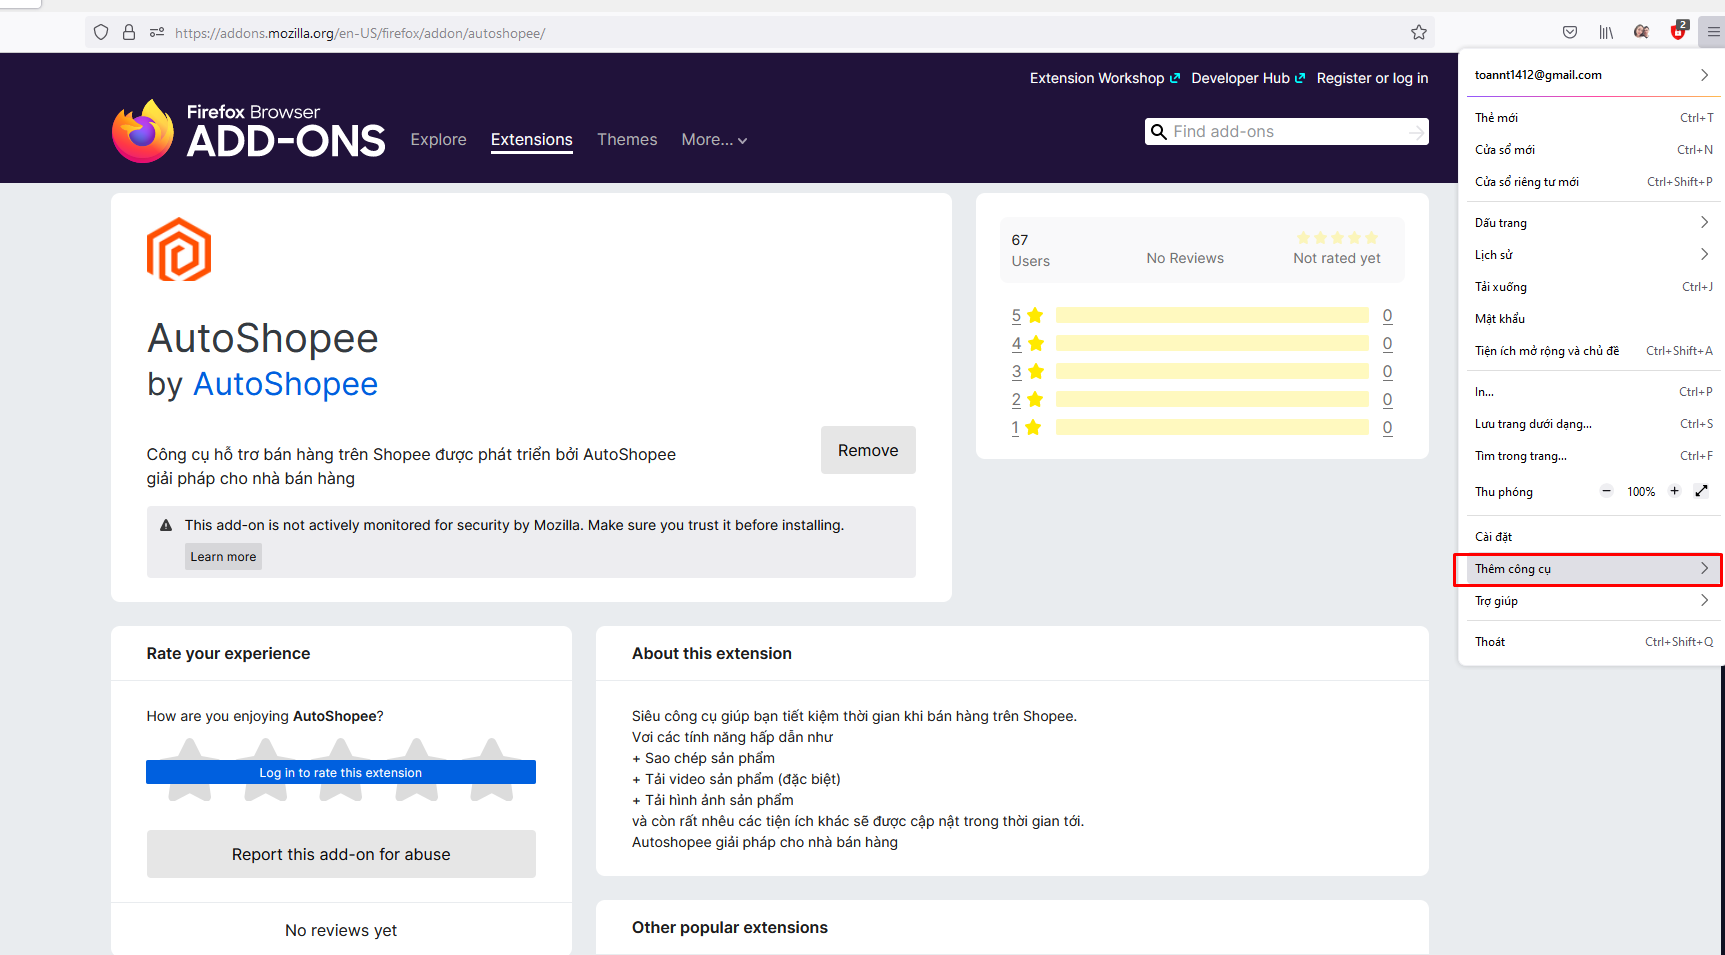 https://addons.mozilla.org/en-US/firefox/addon/autoshopee/
2
Extension Workshop
Developer Hub
Register or log in
Firefox Browser
ADD-ONS
Explore
Extensions
Themes
More...
Find add-ons
AutoShopee
by AutoShopee
Công cụ hỗ trơ bán hàng trên Shopee được phát triển bởi AutoShopee
giải pháp cho nhà bán hàng
Remove
This add-on is not actively monitored for security by Mozilla. Make sure you trust it before installing.
Learn more
67
Users
No Reviews
Not rated yet
5 0
4 0
3 0
2 0
1 0
Rate your experience
How are you enjoying AutoShopee?
Log in to rate this extension
Report this add-on for abuse
No reviews yet
About this extension
Siêu công cụ giúp bạn tiết kiệm thời gian khi bán hàng trên Shopee.
Vơi các tính năng hấp dẫn như
+ Sao chép sản phẩm
+ Tải video sản phẩm (đặc biệt)
+ Tải hình ảnh sản phẩm
và còn rất nhêu các tiện ích khác sẽ được cập nật trong thời gian tới.
Autoshopee giải pháp cho nhà bán hàng
Other popular extensions
toannt1412@gmail.com
Thẻ mới Ctrl+T
Cửa sổ mới Ctrl+N
Cửa sổ riêng tư mới Ctrl+Shift+P
Dấu trang
Lịch sử
Tải xuống Ctrl+J
Mật khẩu
Tiện ích mở rộng và chủ đề Ctrl+Shift+A
In... Ctrl+P
Lưu trang dưới dạng... Ctrl+S
Tìm trong trang... Ctrl+F
Thu phóng − 100% +
Cài đặt
Thêm công cụ
Trợ giúp
Thoát Ctrl+Shift+Q